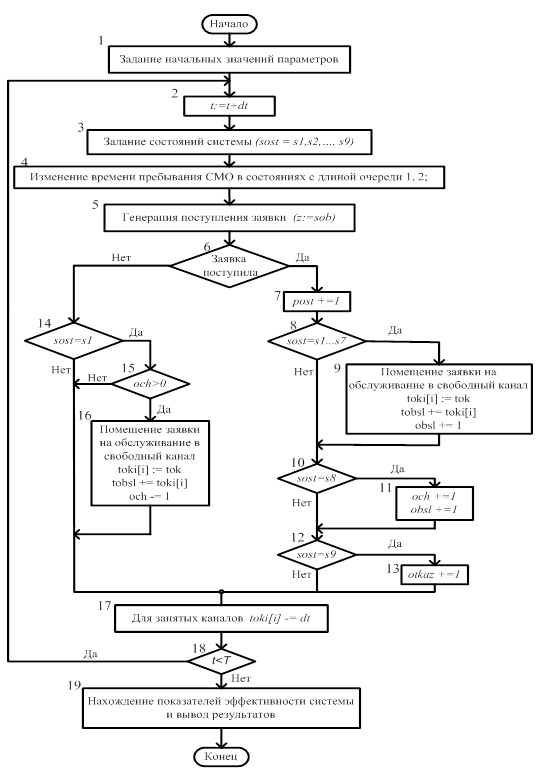 Начало
1
Задание начальных значений параметров
2
t:=t+dt
3
Задание состояний системы (sost = s1,s2,…, s9)
4
Изменение времени пребывания СМО в состояниях с длиной очереди 1, 2;
5
Генерация поступления заявки (z:=sob)
6
Заявка
поступила
Нет
Да
7
post +=1
14
sost=s1
Да
Нет
8
sost=s1...s7
Да
Нет
15
och>0
Нет
Да
9
Помещение заявки на
обслуживание в свободный канал
toki[i] := tok
tobsl += toki[i]
obsl += 1
16
Помещение заявки
на обслуживание в
свободный канал
toki[i] := tok
tobsl += toki[i]
och -= 1
10
sost=s8
Да
Нет
11
och +=1
obsl +=1
12
sost=s9
Да
Нет
13
otkaz +=1
17
Для занятых каналов toki[i] -= dt
18
t<T
Да
Нет
19
Нахождение показателей эффективности системы
и вывод результатов
Конец